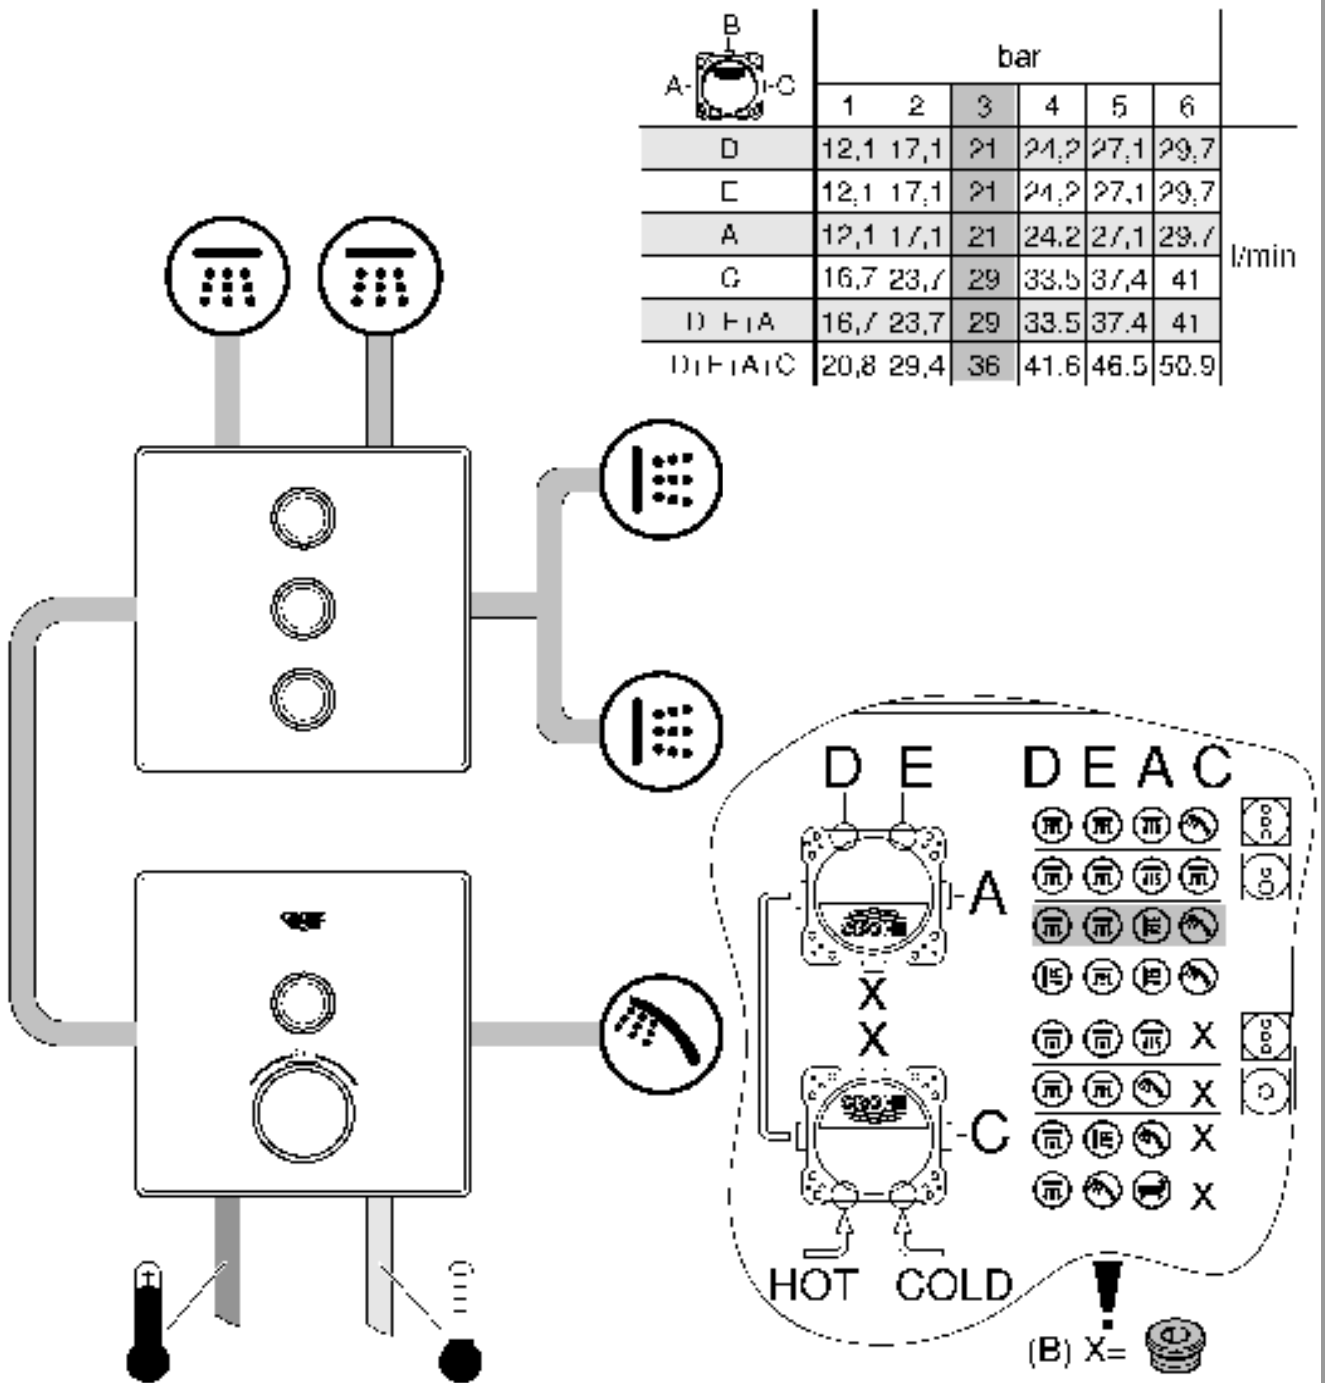 B
A- -C
bar
1 2 3 4 5 6
D 12,1 17,1 21 24,2 27,1 29,7
E 12,1 17,1 21 24,2 27,1 29,7
A 12,1 17,1 21 24.2 27,1 29.7
l/min
C 16,7 23,7 29 33.5 37,4 41
D+E+A 16,7 23,7 29 33.5 37.4 41
D+E+A+C 20,8 29,4 36 41.6 46.5 50.9
D E D E A C
A
X
X
X
X
C
X
X
HOT COLD
!
(B) X=